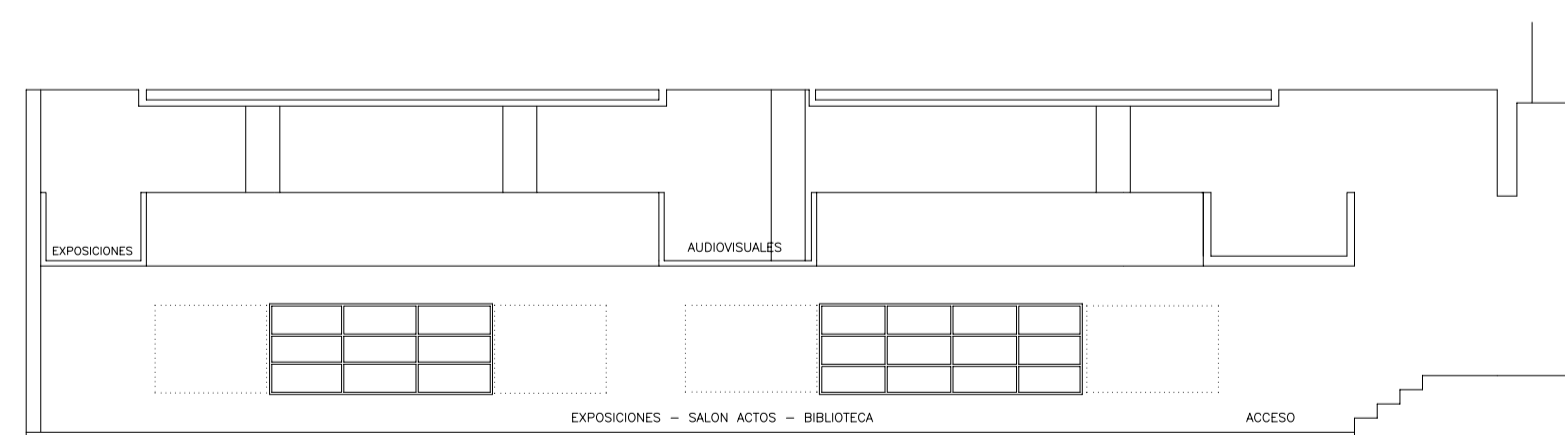 EXPOSICIONES
AUDIOVISUALES
EXPOSICIONES – SALON ACTOS – BIBLIOTECA
ACCESO